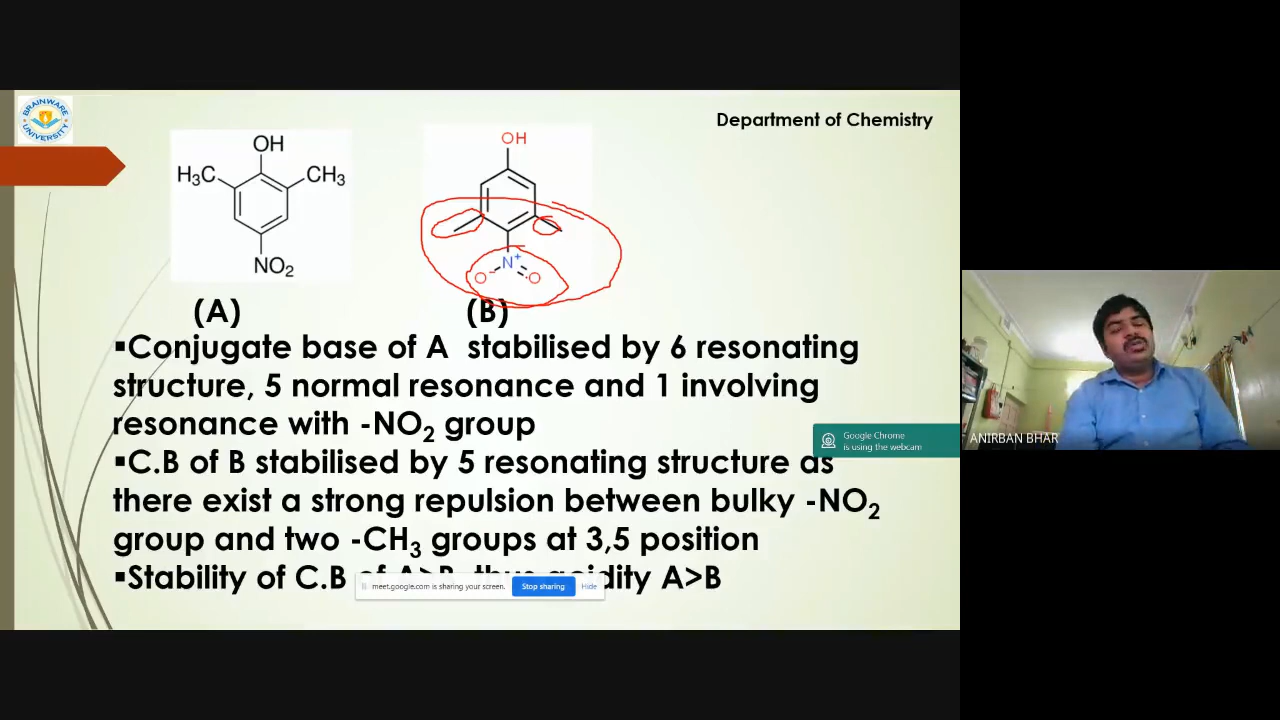 BRAINWARE
UNIVERSITY
Department of Chemistry
OH
H₃C
CH₃
NO₂
(A)
OH
N⁺
O⁻
O
(B)
▪Conjugate base of A stabilised by 6 resonating
structure, 5 normal resonance and 1 involving
resonance with -NO₂ group
▪C.B of B stabilised by 5 resonating structure as
there exist a strong repulsion between bulky -NO₂
group and two -CH₃ groups at 3,5 position
▪Stability of C.B of A>B, thus acidity A>B
Google Chrome
is using the webcam
meet.google.com is sharing your screen.
Stop sharing
Hide
ANIRBAN BHAR